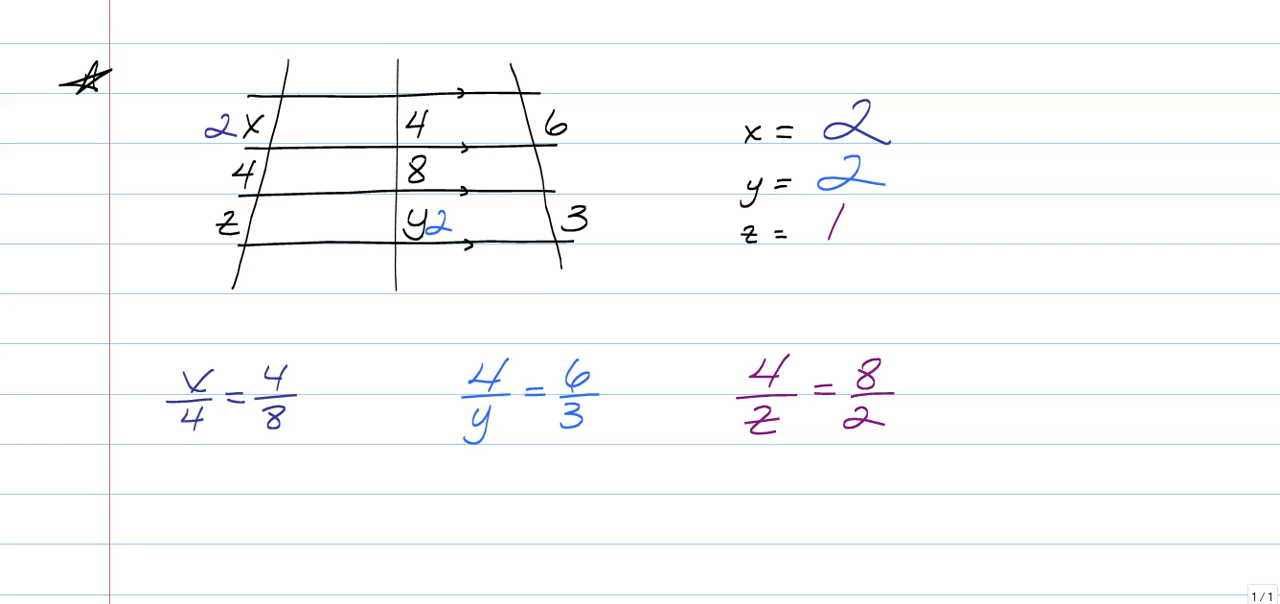 2x 4 6
4 8
z y2 3
x = 2
y = 2
z = 1
x/4 = 4/8
4/y = 6/3
4/z = 8/2
1 / 1